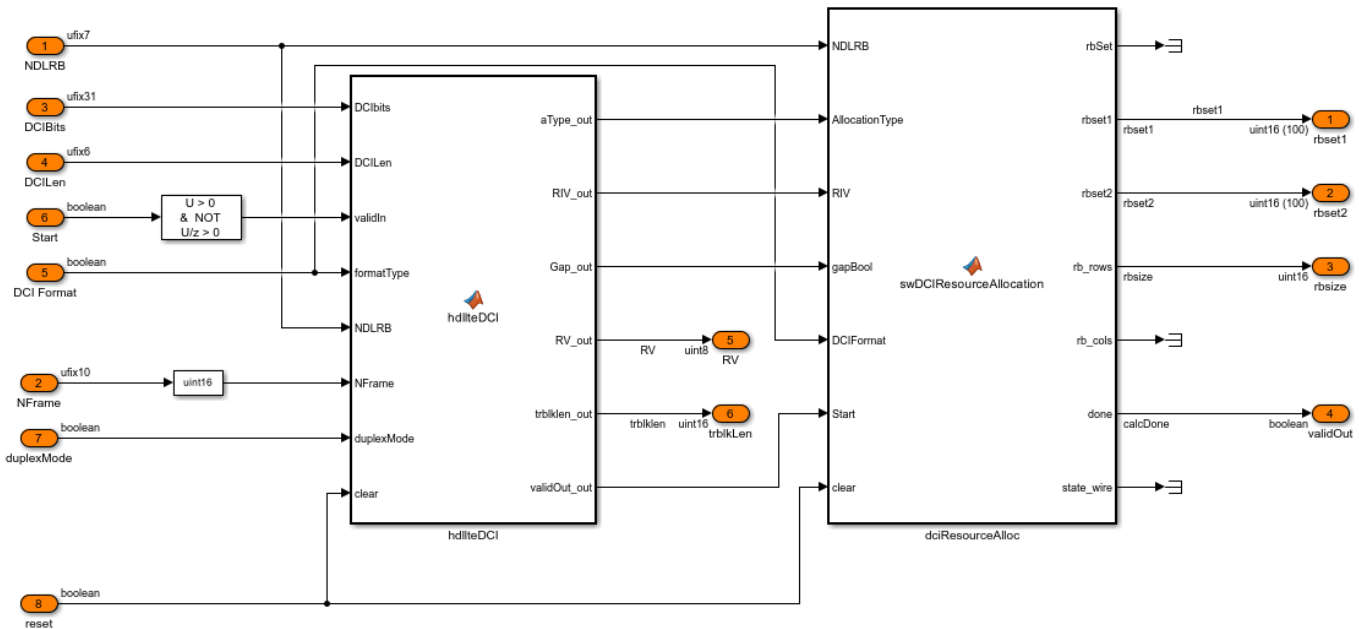 1
ufix7
NDLRB
3
ufix31
DCIBits
4
ufix6
DCILen
6
boolean
Start
U > 0
& NOT
U/z > 0
5
boolean
DCI Format
2
ufix10
NFrame
uint16
7
boolean
duplexMode
8
boolean
reset
DCIbits
DCILen
validIn
formatType
NDLRB
NFrame
duplexMode
clear
hdlIteDCI
aType_out
RIV_out
Gap_out
RV_out
trblklen_out
validOut_out
hdlIteDCI
RV
uint8
5
RV
trblklen
uint16
6
trblkLen
NDLRB
AllocationType
RIV
gapBool
DCIFormat
Start
clear
swDCIResourceAllocation
rbSet
rbset1
rbset2
rb_rows
rb_cols
done
state_wire
dciResourceAlloc
rbset1
rbset1
uint16 (100)
1
rbset1
rbset2
uint16 (100)
2
rbset2
rbsize
uint16
3
rbsize
calcDone
boolean
4
validOut